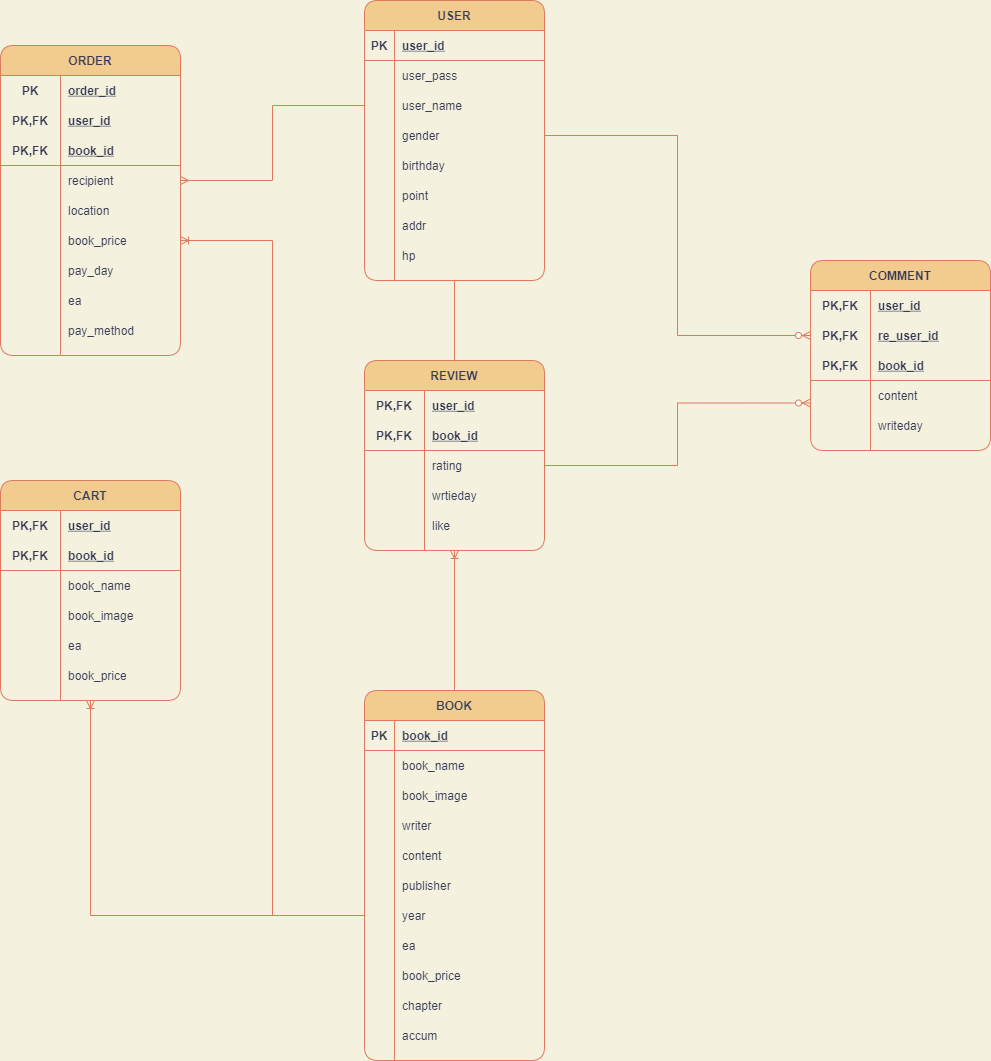 USER
PK user_id
user_pass
user_name
gender
birthday
point
addr
hp
ORDER
PK order_id
PK,FK user_id
PK,FK book_id
recipient
location
book_price
pay_day
ea
pay_method
COMMENT
PK,FK user_id
PK,FK re_user_id
PK,FK book_id
content
writeday
REVIEW
PK,FK user_id
PK,FK book_id
rating
wrtieday
like
CART
PK,FK user_id
PK,FK book_id
book_name
book_image
ea
book_price
BOOK
PK book_id
book_name
book_image
writer
content
publisher
year
ea
book_price
chapter
accum